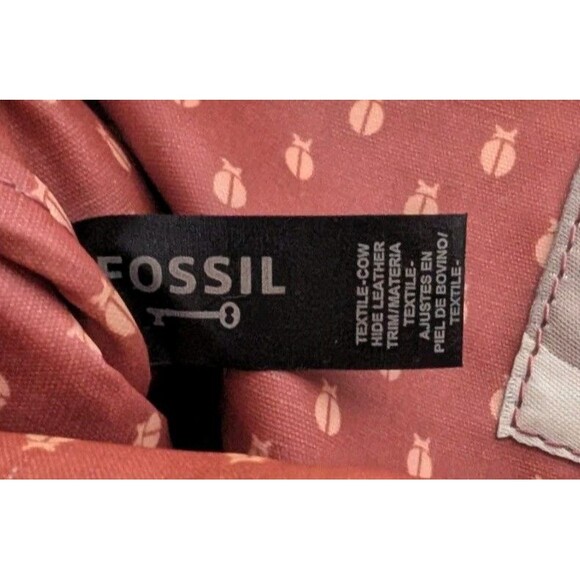 FOSSIL
TEXTILE-COW
HIDE LEATHER
TRIM/MATERIA
TEXTILE-
AJUSTES EN
PIEL DE BOVINO/
TEXTILE-